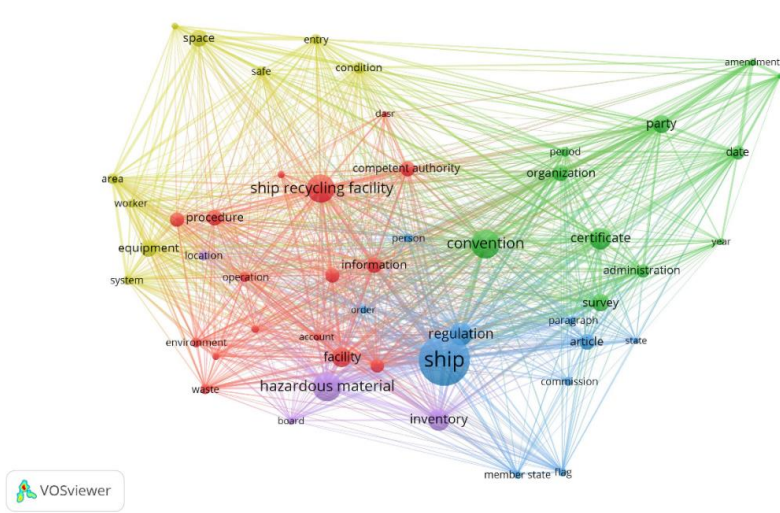 space
entry
safe
condition
amendment
dasr
party
period
date
competent authority
organization
area
ship recycling facility
worker
procedure
person
convention
certificate
year
equipment
location
information
administration
system
operation
order
survey
paragraph
environment
account
regulation
article
state
facility
ship
waste
hazardous material
commission
board
inventory
member state
flag
VOSviewer